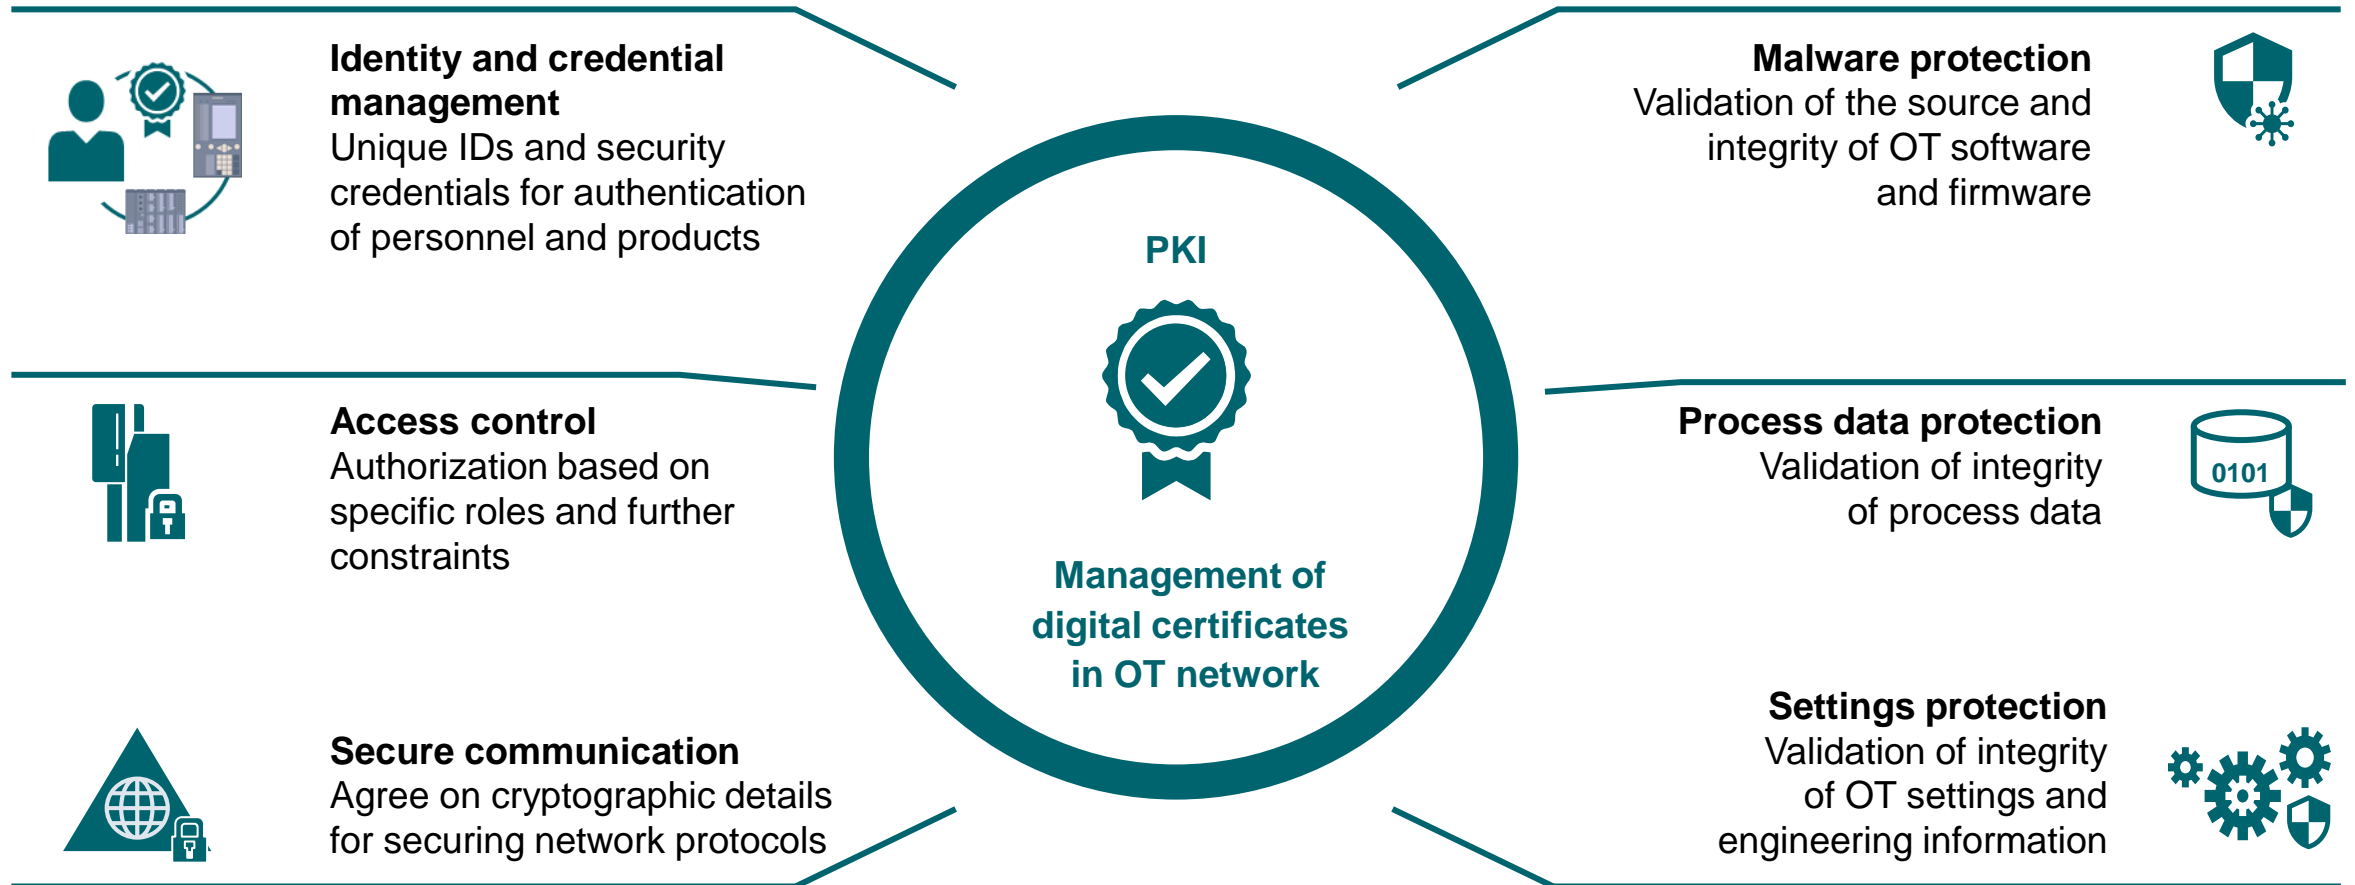 Identity and credential
management
Unique IDs and security
credentials for authentication
of personnel and products
Access control
Authorization based on
specific roles and further
constraints
Secure communication
Agree on cryptographic details
for securing network protocols
PKI
Management of
digital certificates
in OT network
Malware protection
Validation of the source and
integrity of OT software
and firmware
Process data protection
Validation of integrity
of process data
0101
Settings protection
Validation of integrity
of OT settings and
engineering information